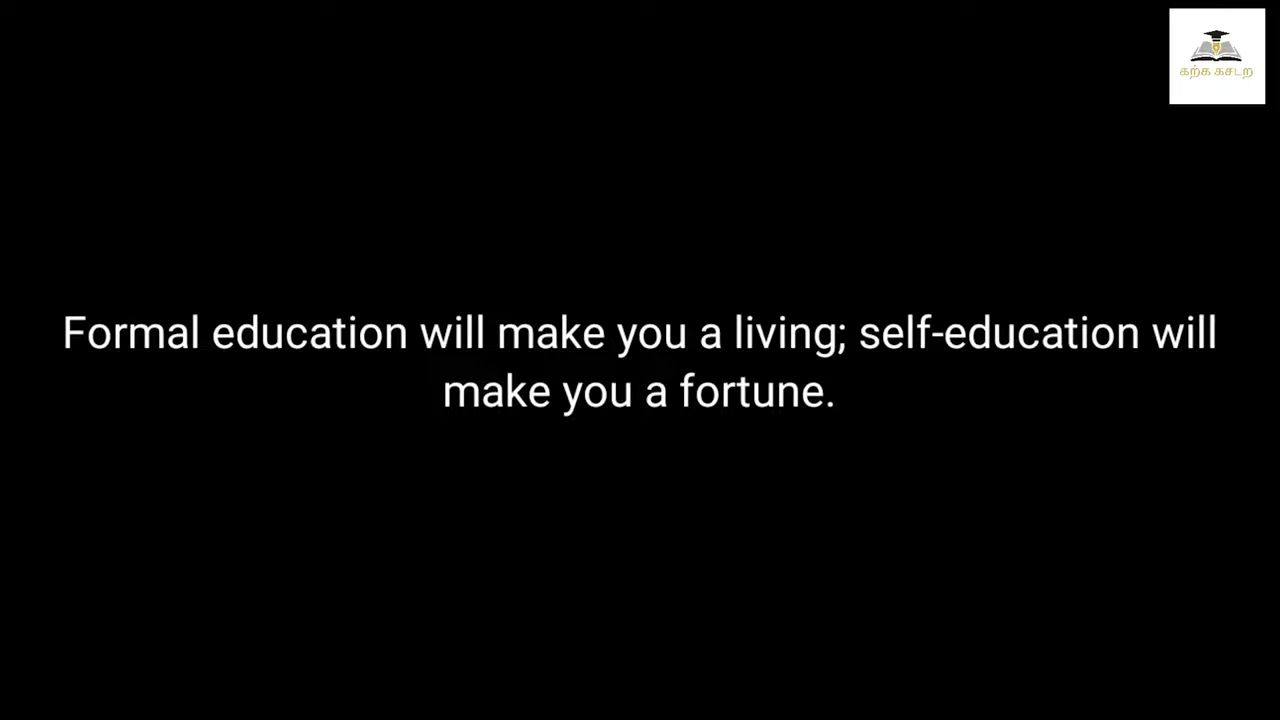 கற்க கசடற
Formal education will make you a living; self-education will
make you a fortune.